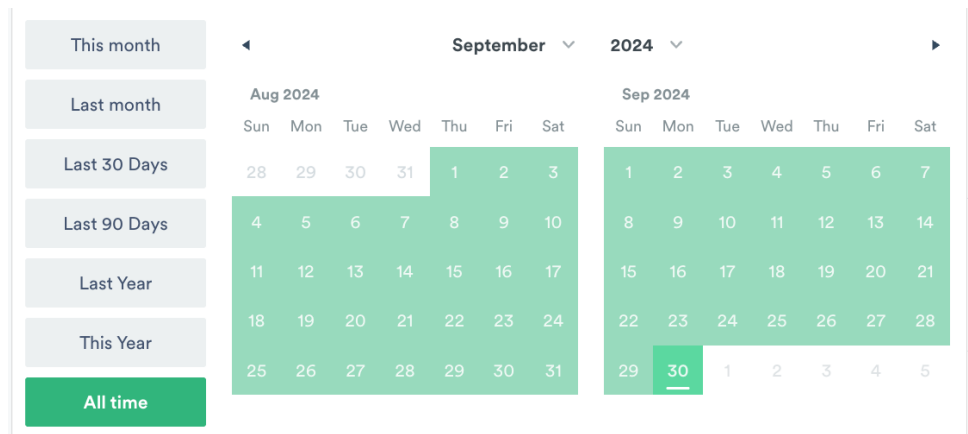 This month
Last month
Last 30 Days
Last 90 Days
Last Year
This Year
All time
September 2024
Aug 2024
Sun Mon Tue Wed Thu Fri Sat
28 29 30 31 1 2 3
4 5 6 7 8 9 10
11 12 13 14 15 16 17
18 19 20 21 22 23 24
25 26 27 28 29 30 31
Sep 2024
Sun Mon Tue Wed Thu Fri Sat
1 2 3 4 5 6 7
8 9 10 11 12 13 14
15 16 17 18 19 20 21
22 23 24 25 26 27 28
29 30 1 2 3 4 5